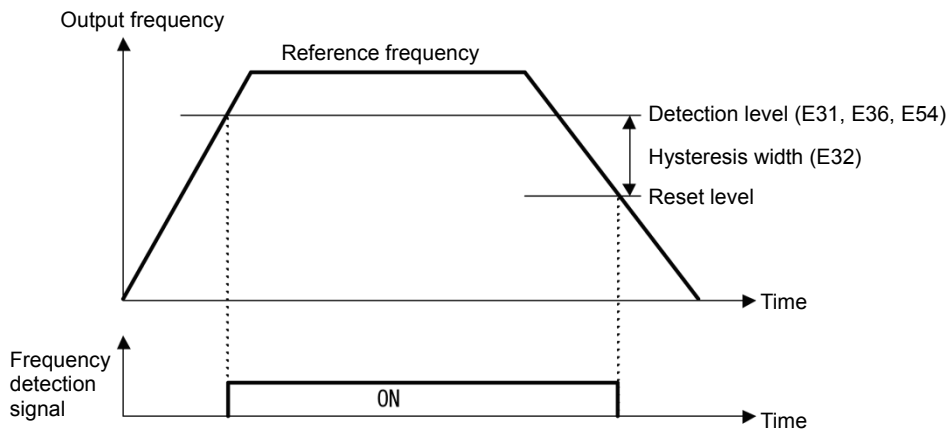 Output frequency
Reference frequency
Detection level (E31, E36, E54)
Hysteresis width (E32)
Reset level
Time
Frequency
detection
signal
ON
Time